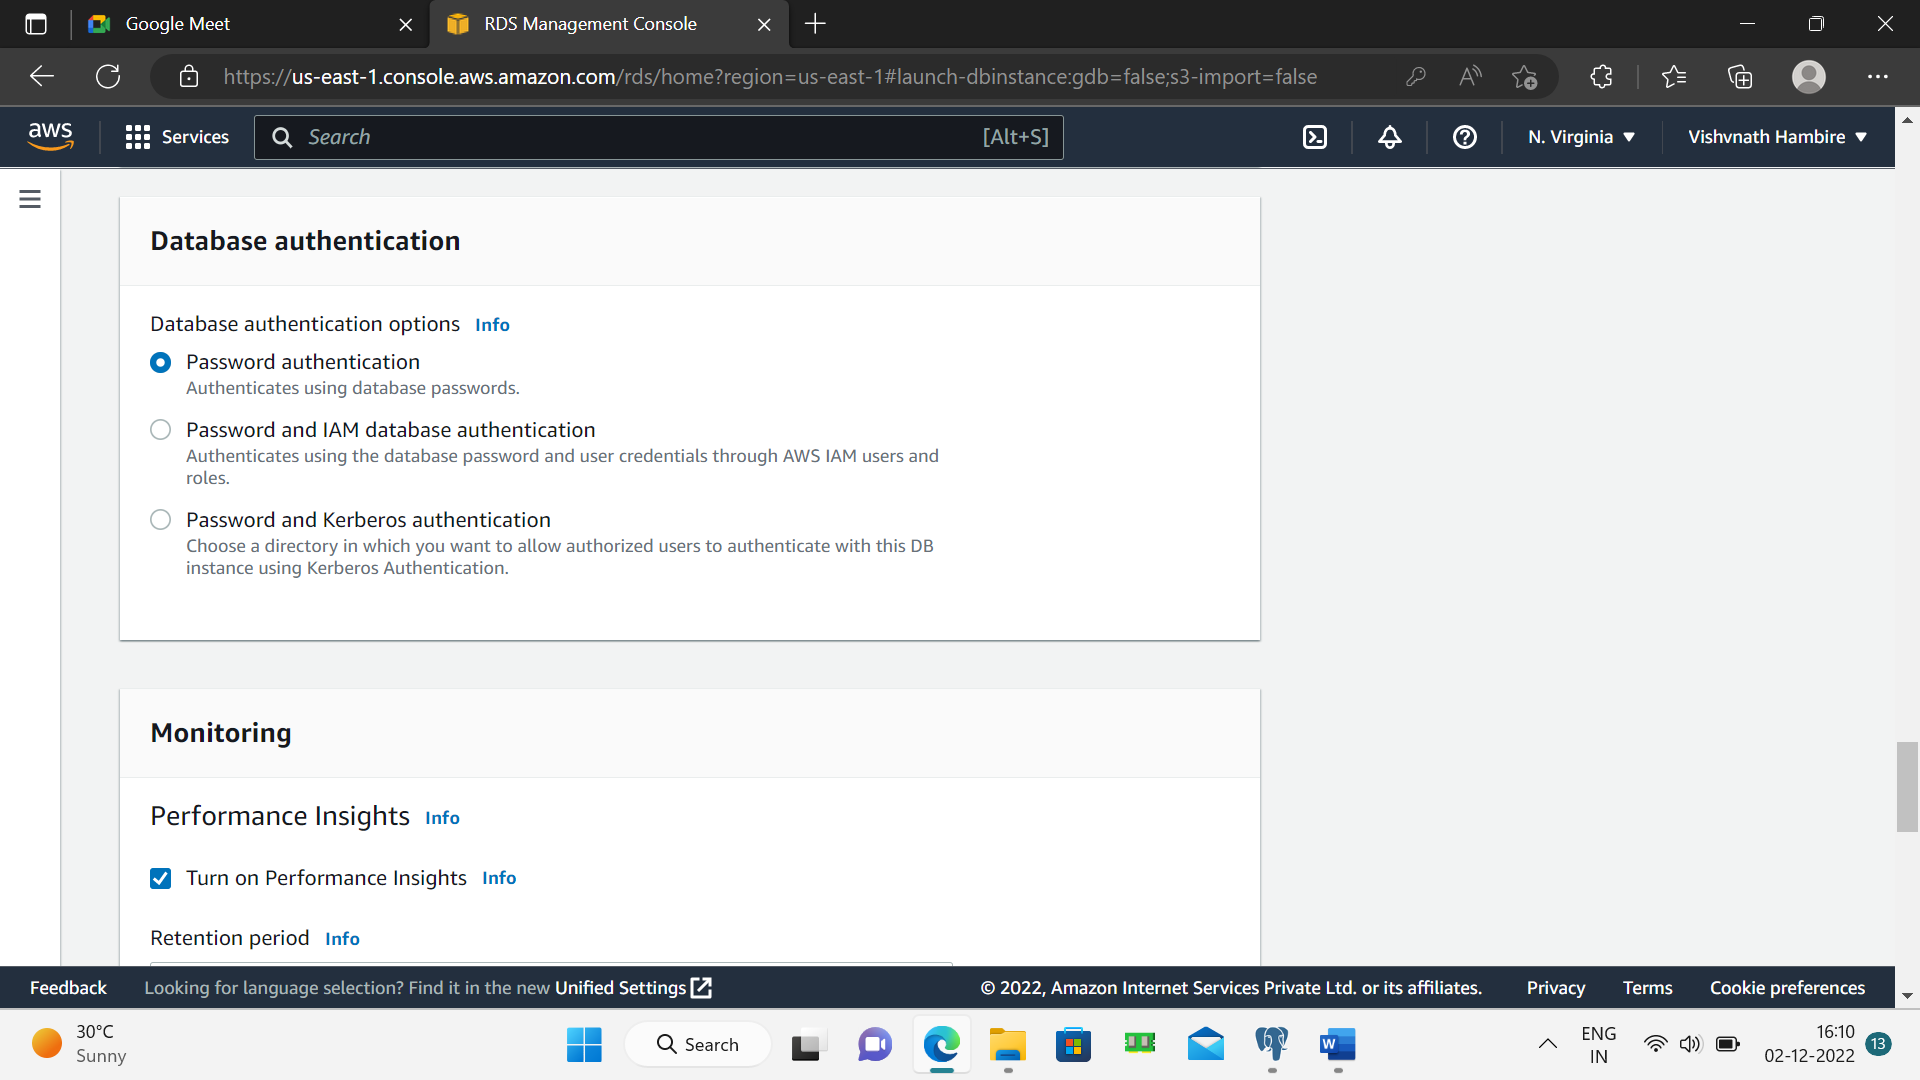 Google Meet
RDS Management Console
https://us-east-1.console.aws.amazon.com/rds/home?region=us-east-1#launch-dbinstance:gdb=false;s3-import=false
aws
Services
Search
[Alt+S]
N. Virginia
Vishvnath Hambire
Database authentication
Database authentication options Info
Password authentication
Authenticates using database passwords.
Password and IAM database authentication
Authenticates using the database password and user credentials through AWS IAM users and
roles.
Password and Kerberos authentication
Choose a directory in which you want to allow authorized users to authenticate with this DB
instance using Kerberos Authentication.
Monitoring
Performance Insights Info
Turn on Performance Insights Info
Retention period Info
Feedback
Looking for language selection? Find it in the new Unified Settings
© 2022, Amazon Internet Services Private Ltd. or its affiliates.
Privacy
Terms
Cookie preferences
30°C
Sunny
Search
W
ENG
IN
16:10
02-12-2022
13